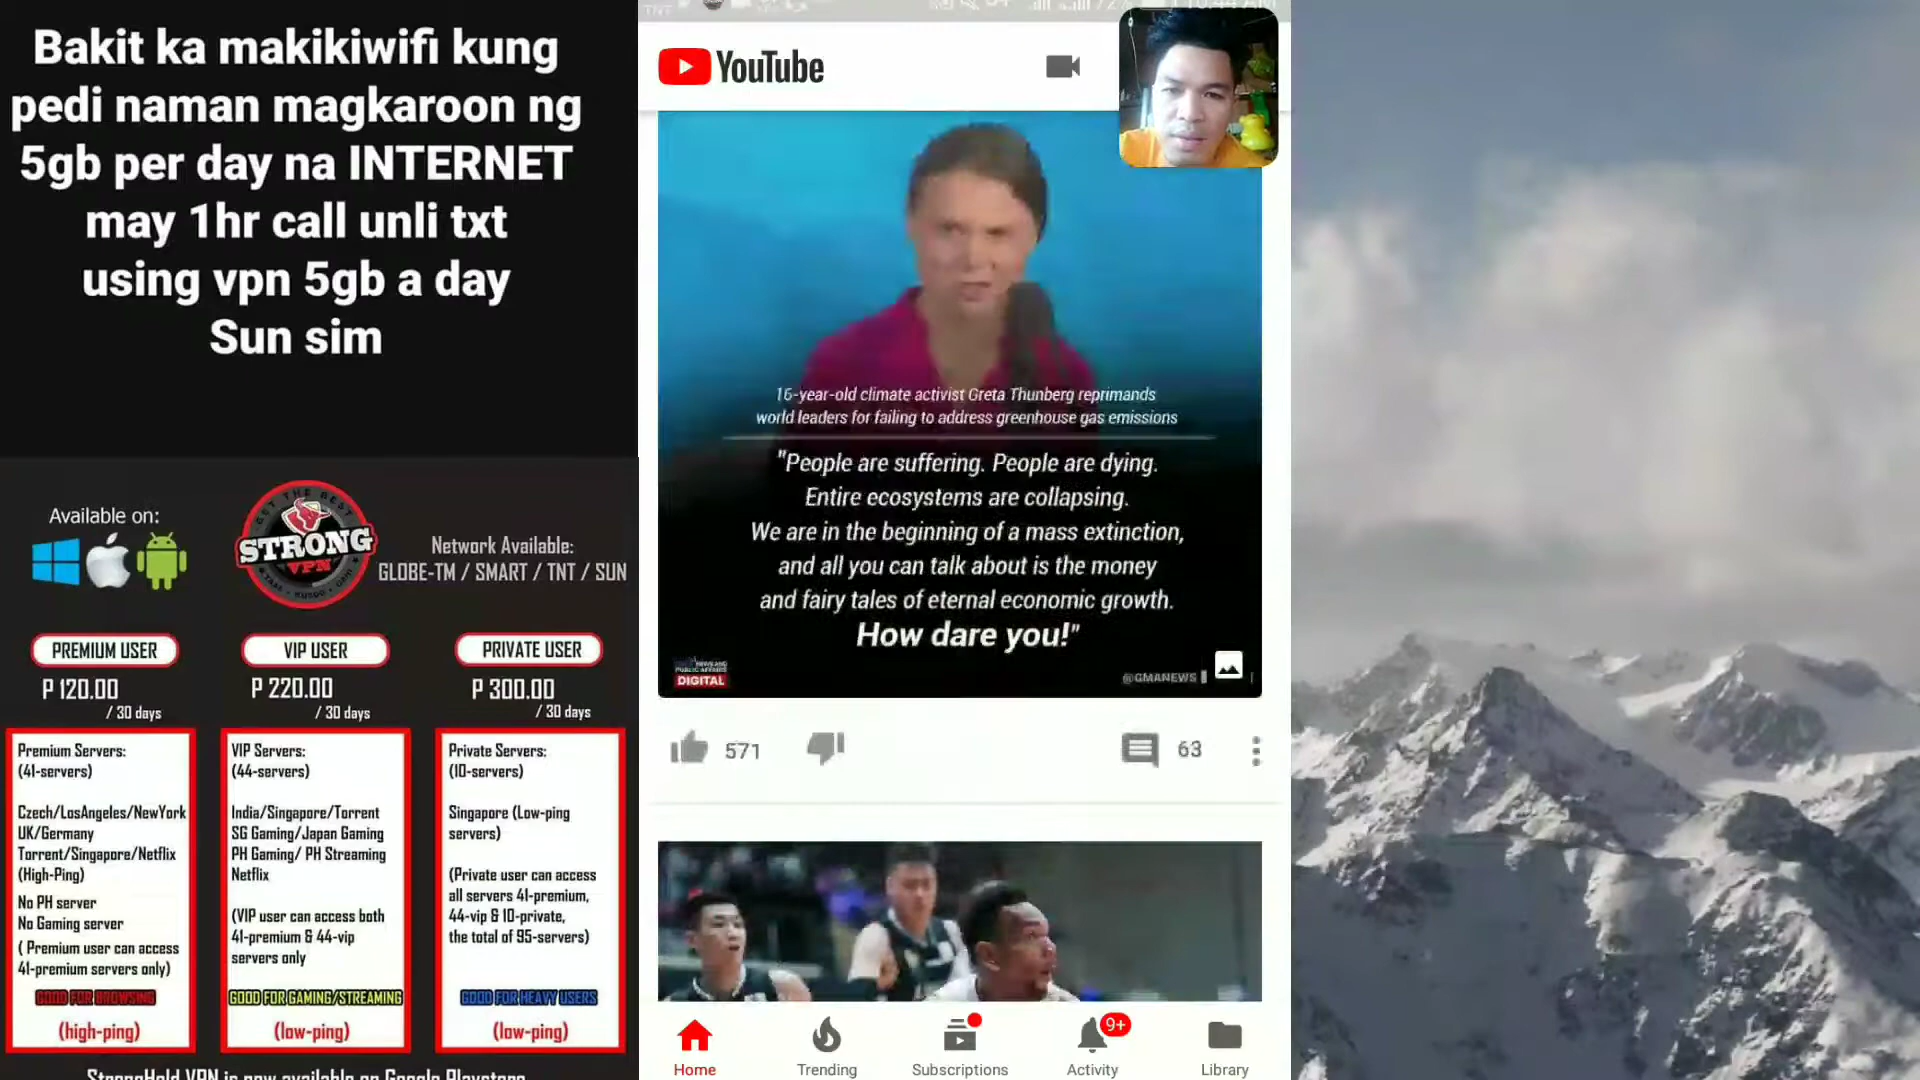 Bakit ka makikiwifi kung
pedi naman magkaroon ng
5gb per day na INTERNET
may 1hr call unli txt
using vpn 5gb a day
Sun sim
Available on:
GET THE BEST
STRONG
VPN
Network Available:
GLOBE-TM / SMART / TNT / SUN
PREMIUM USER
P 120.00
/ 30 days
Premium Servers:
(41-servers)
Czech/LosAngeles/NewYork
UK/Germany
Torrent/Singapore/Netflix
(High-Ping)
No PH server
No Gaming server
( Premium user can access
41-premium servers only)
GOOD FOR BROWSING
(high-ping)
VIP USER
P 220.00
/ 30 days
VIP Servers:
(44-servers)
India/Singapore/Torrent
SG Gaming/Japan Gaming
PH Gaming/ PH Streaming
Netflix
(VIP user can access both
41-premium & 44-vip
servers only
GOOD FOR GAMING/STREAMING
(low-ping)
PRIVATE USER
P 300.00
/ 30 days
Private Servers:
(10-servers)
Singapore (Low-ping
servers)
(Private user can access
all servers 41-premium,
44-vip & 10-private,
the total of 95-servers)
GOOD FOR HEAVY USERS
(low-ping)
StrongHold VPN is now available on Google Playstore
YouTube
16-year-old climate activist Greta Thunberg reprimands
world leaders for failing to address greenhouse gas emissions
"People are suffering. People are dying.
Entire ecosystems are collapsing.
We are in the beginning of a mass extinction,
and all you can talk about is the money
and fairy tales of eternal economic growth.
How dare you!"
DIGITAL
@GMANEWS
571
63
Home
Trending
Subscriptions
9+
Activity
Library